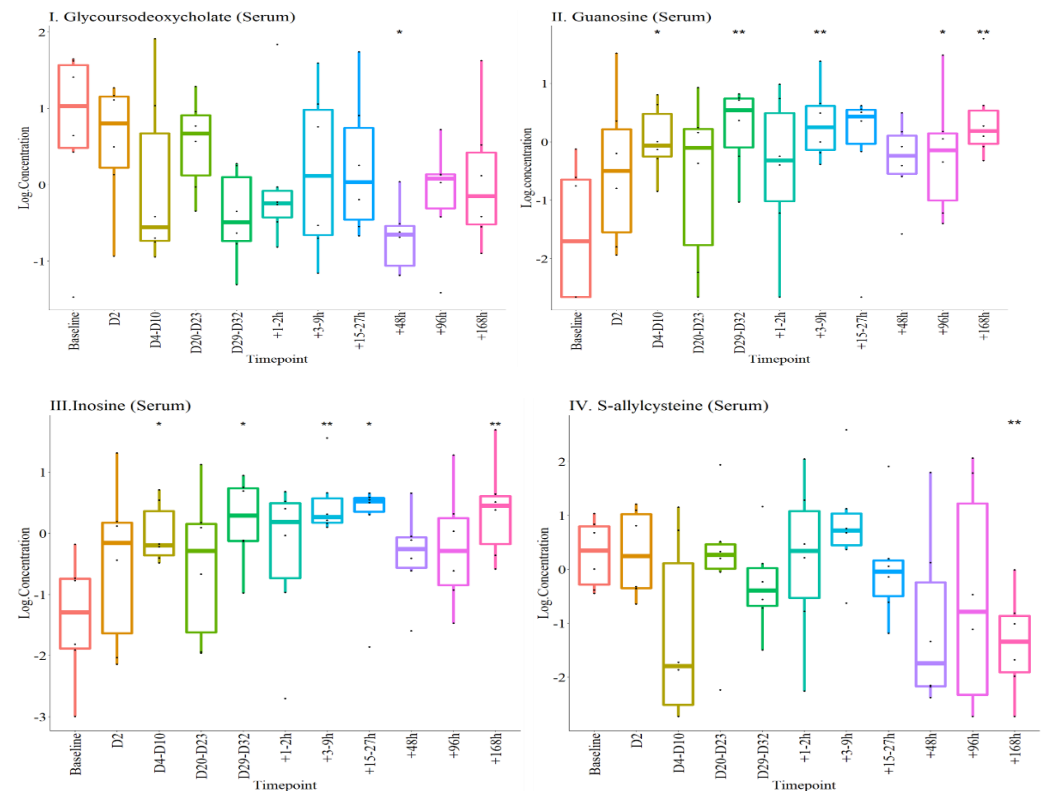 I. Glycoursodeoxycholate (Serum)
*
Log.Concentration
2
1
0
-1
Baseline
D2
D4-D10
D20-D23
D29-D32
+1-2h
+3-9h
+15-27h
+48h
+96h
+168h
Timepoint
II. Guanosine (Serum)
* ** ** * **
Log.concentration
1
0
-1
-2
Baseline
D2
D4-D10
D20-D23
D29-D32
+1-2h
+3-9h
+15-27h
+48h
+96h
+168h
Timepoint
III.Inosine (Serum)
* * ** * **
Log.Concentration
1
0
-1
-2
-3
Baseline
D2
D4-D10
D20-D23
D29-D32
+1-2h
+3-9h
+15-27h
+48h
+96h
+168h
Timepoint
IV. S-allylcysteine (Serum)
**
Log.Concentration
2
1
0
-1
-2
Baseline
D2
D4-D10
D20-D23
D29-D32
+1-2h
+3-9h
+15-27h
+48h
+96h
+168h
Timepoint